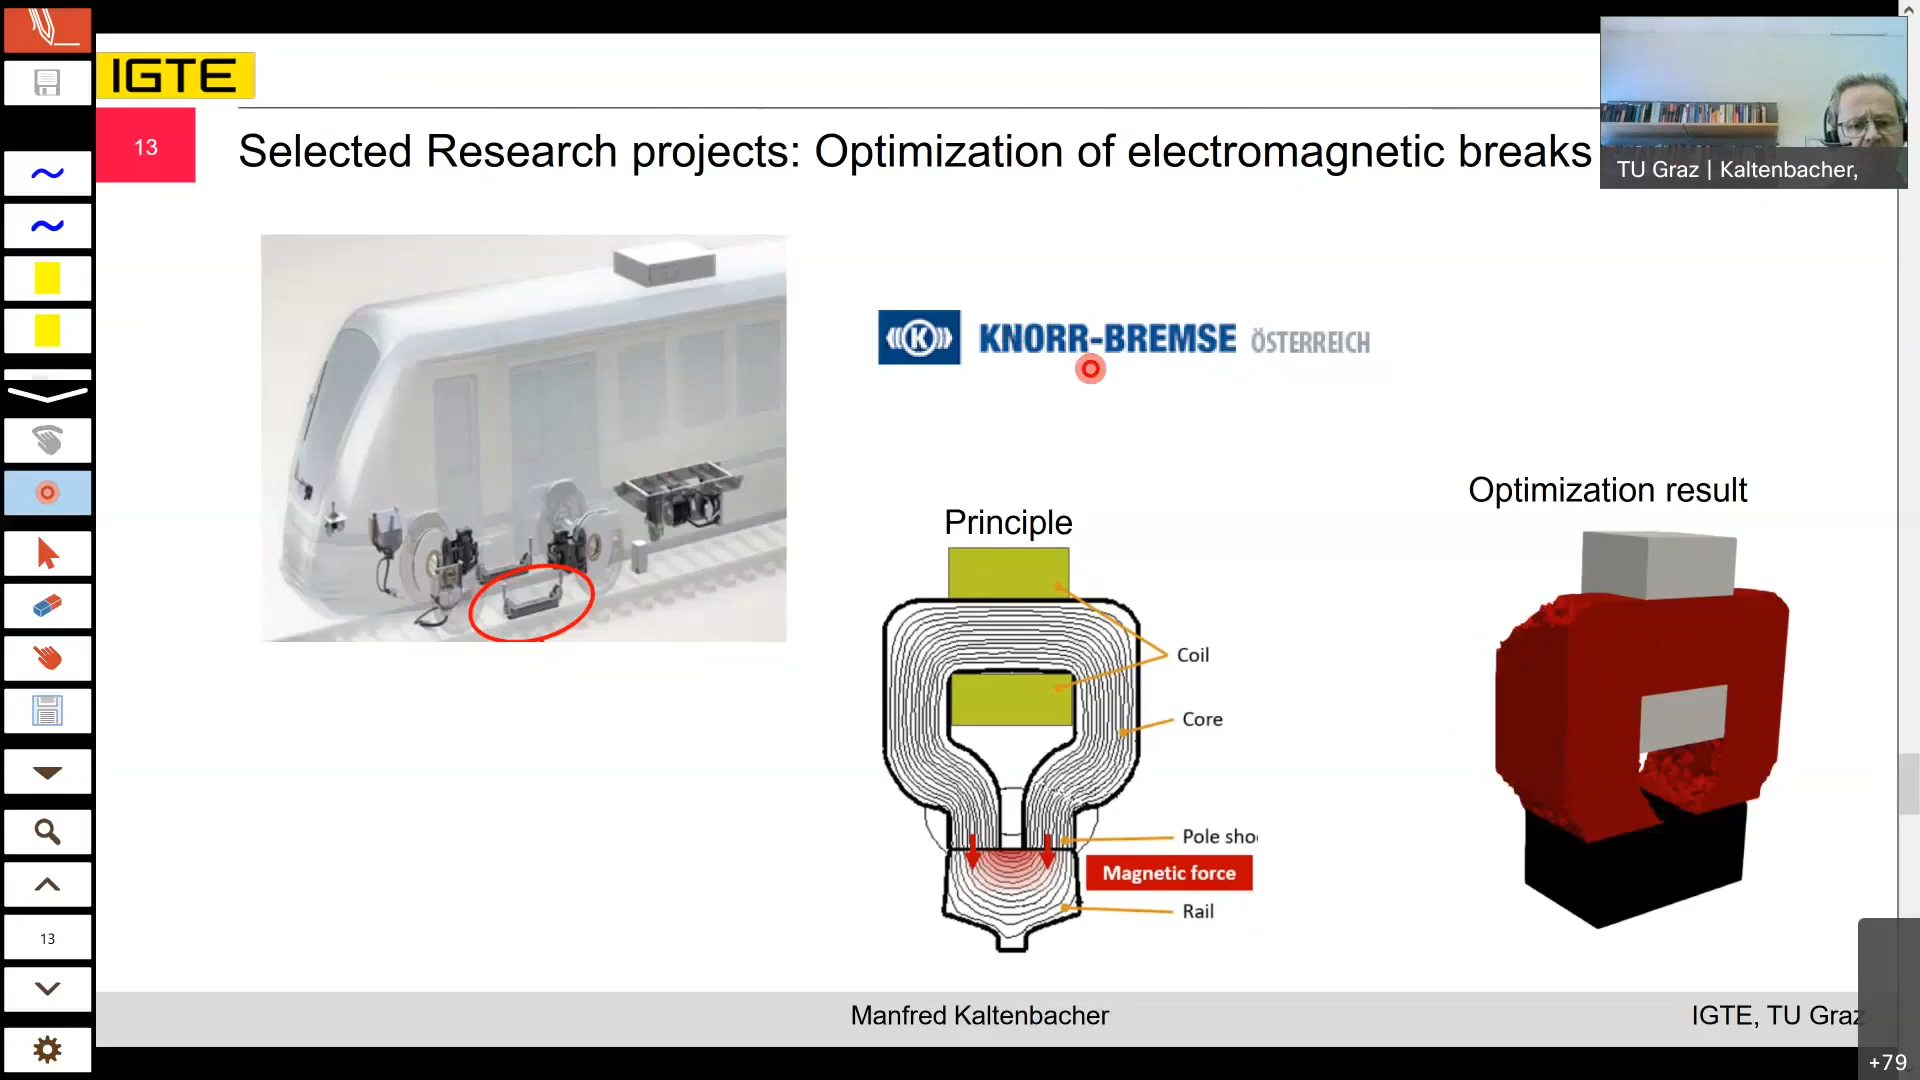 IGTE
13
Selected Research projects: Optimization of electromagnetic breaks
TU Graz | Kaltenbacher,
K KNORR-BREMSE ÖSTERREICH
Optimization result
Principle
Coil
Core
Pole sho
Magnetic force
Rail
13
Manfred Kaltenbacher
IGTE, TU Graz
+79